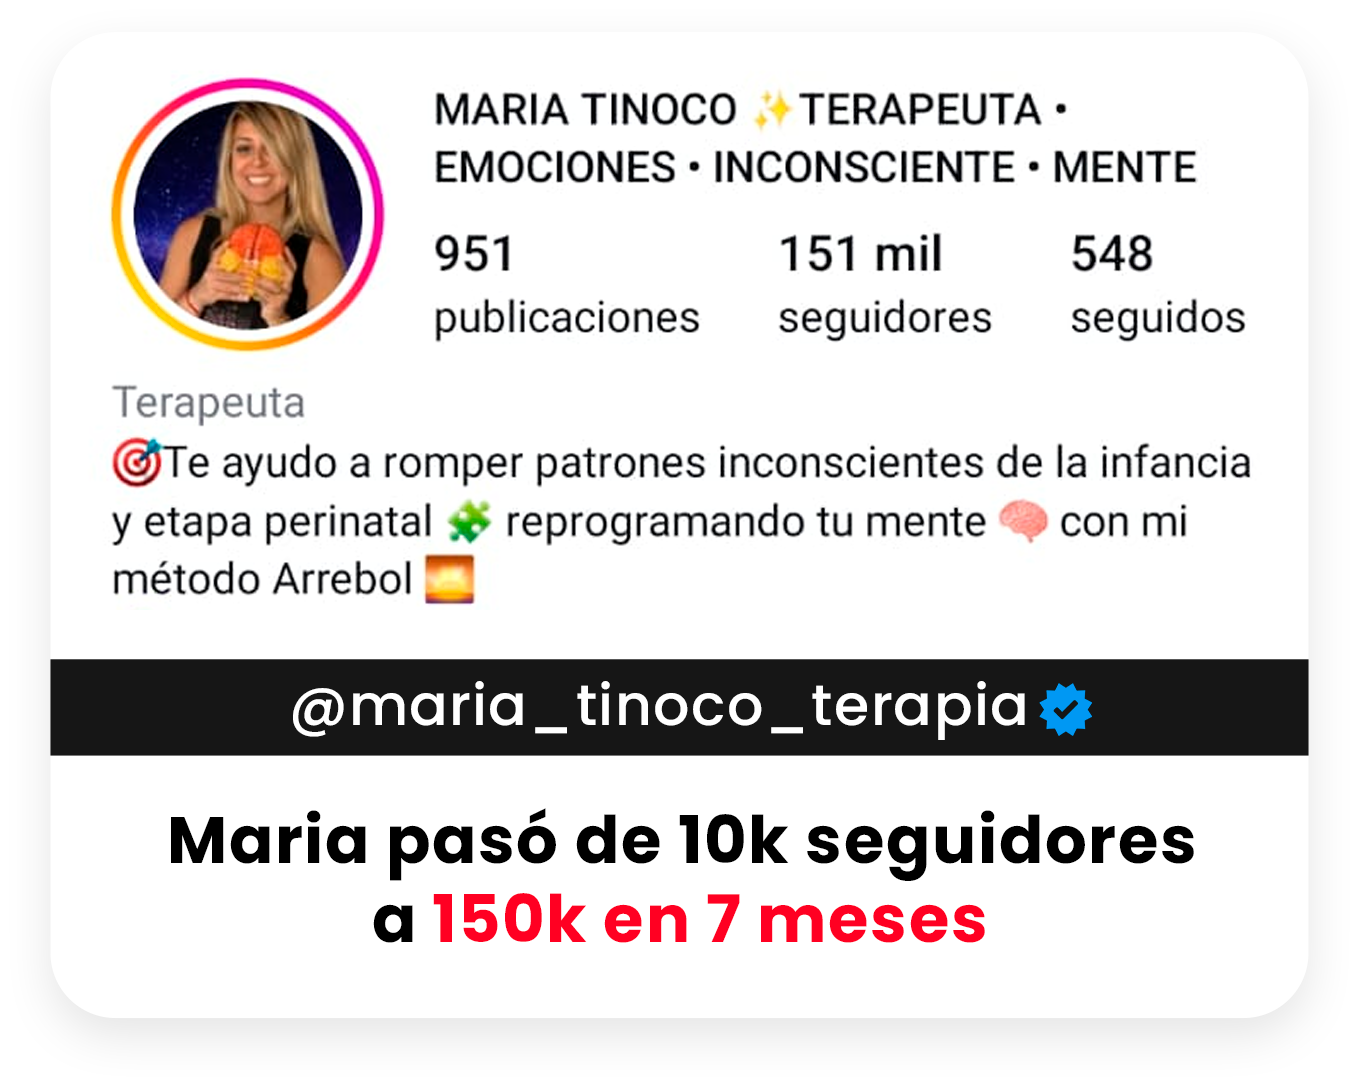 MARIA TINOCO ✨TERAPEUTA •
EMOCIONES • INCONSCIENTE • MENTE
951 151 mil 548
publicaciones seguidores seguidos
Terapeuta
🎯Te ayudo a romper patrones inconscientes de la infancia
y etapa perinatal 🧩 reprogramando tu mente 🧠 con mi
método Arrebol 🌅
@maria_tinoco_terapia
Maria pasó de 10k seguidores
a 150k en 7 meses